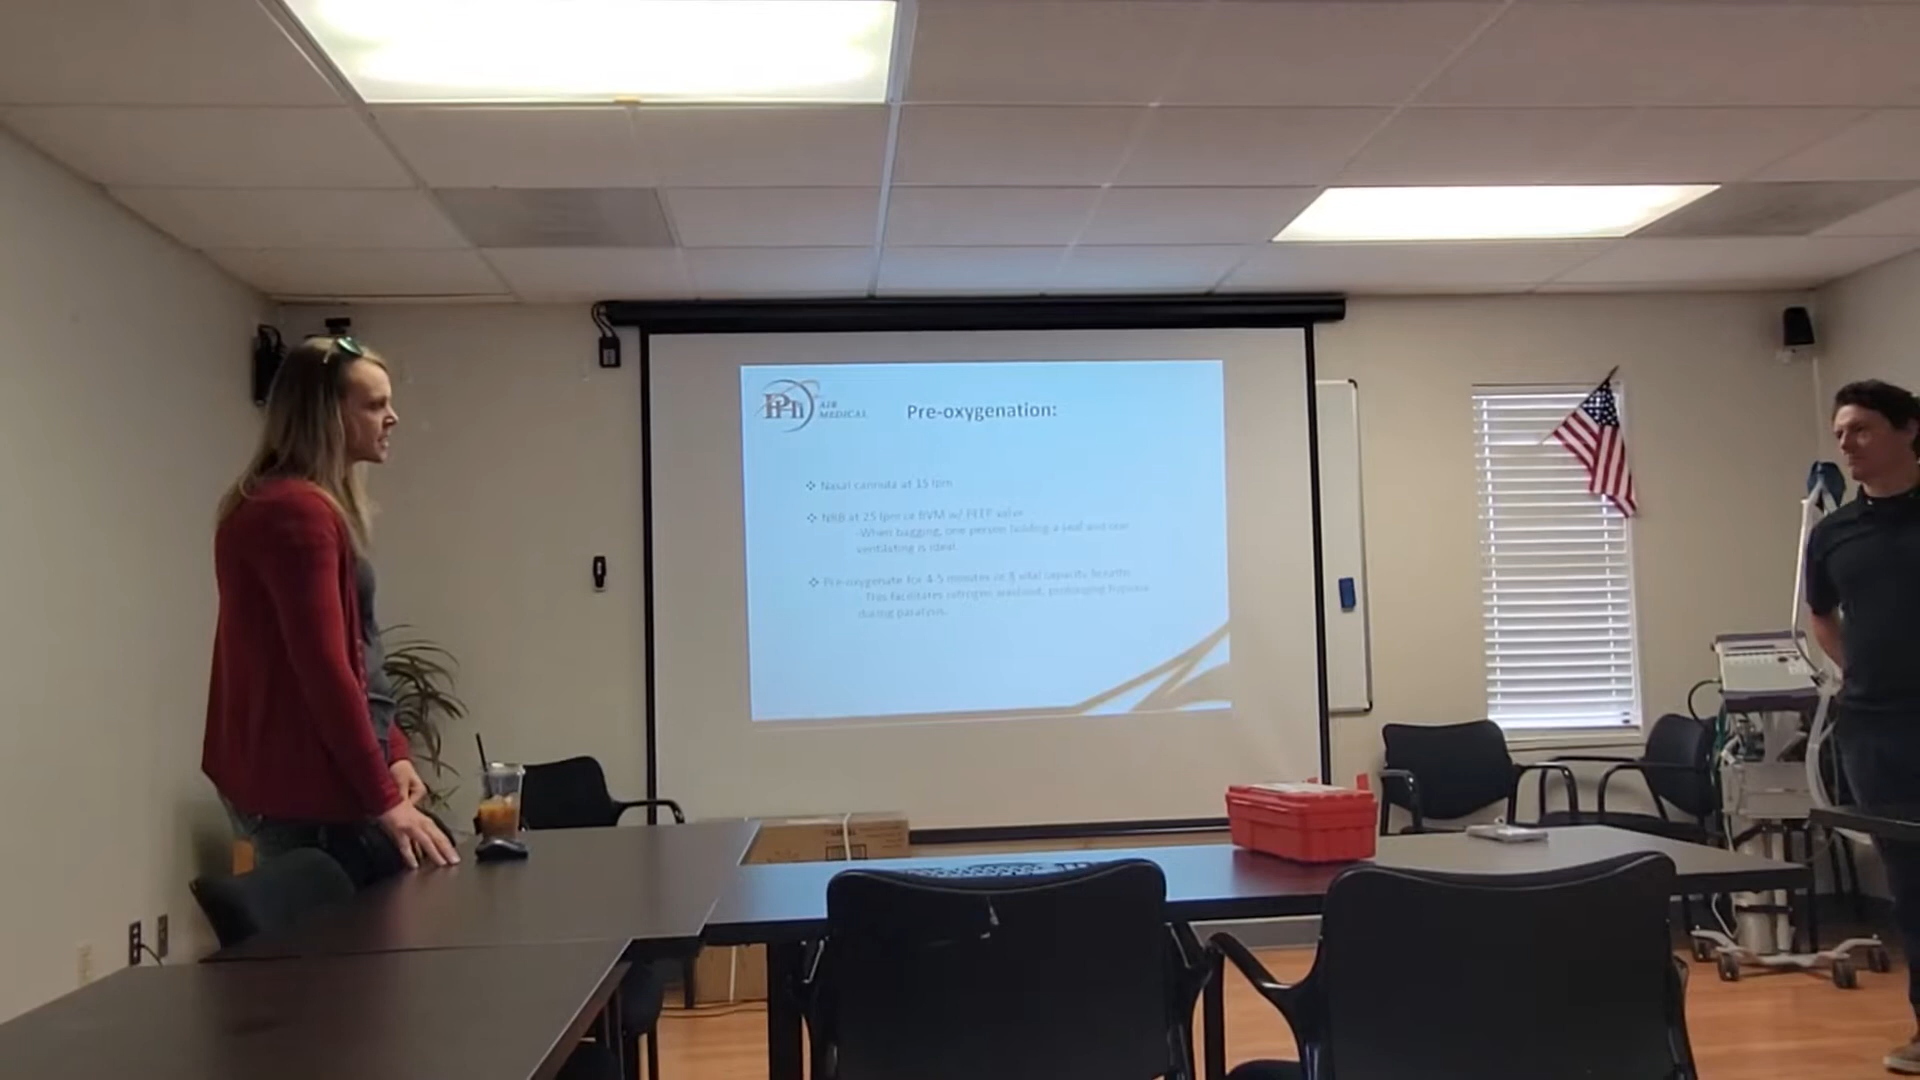 PHI AIR
MEDICAL
Pre-oxygenation:
Nasal cannula at 15 lpm
NRB at 25 lpm or BVM w/ PEEP valve
-When bagging, one person holding a seal and one
ventilating is ideal.
Pre-oxygenate for 4-5 minutes or 8 vital capacity breaths
- This facilitates nitrogen washout, prolonging hypoxia
during paralysis.